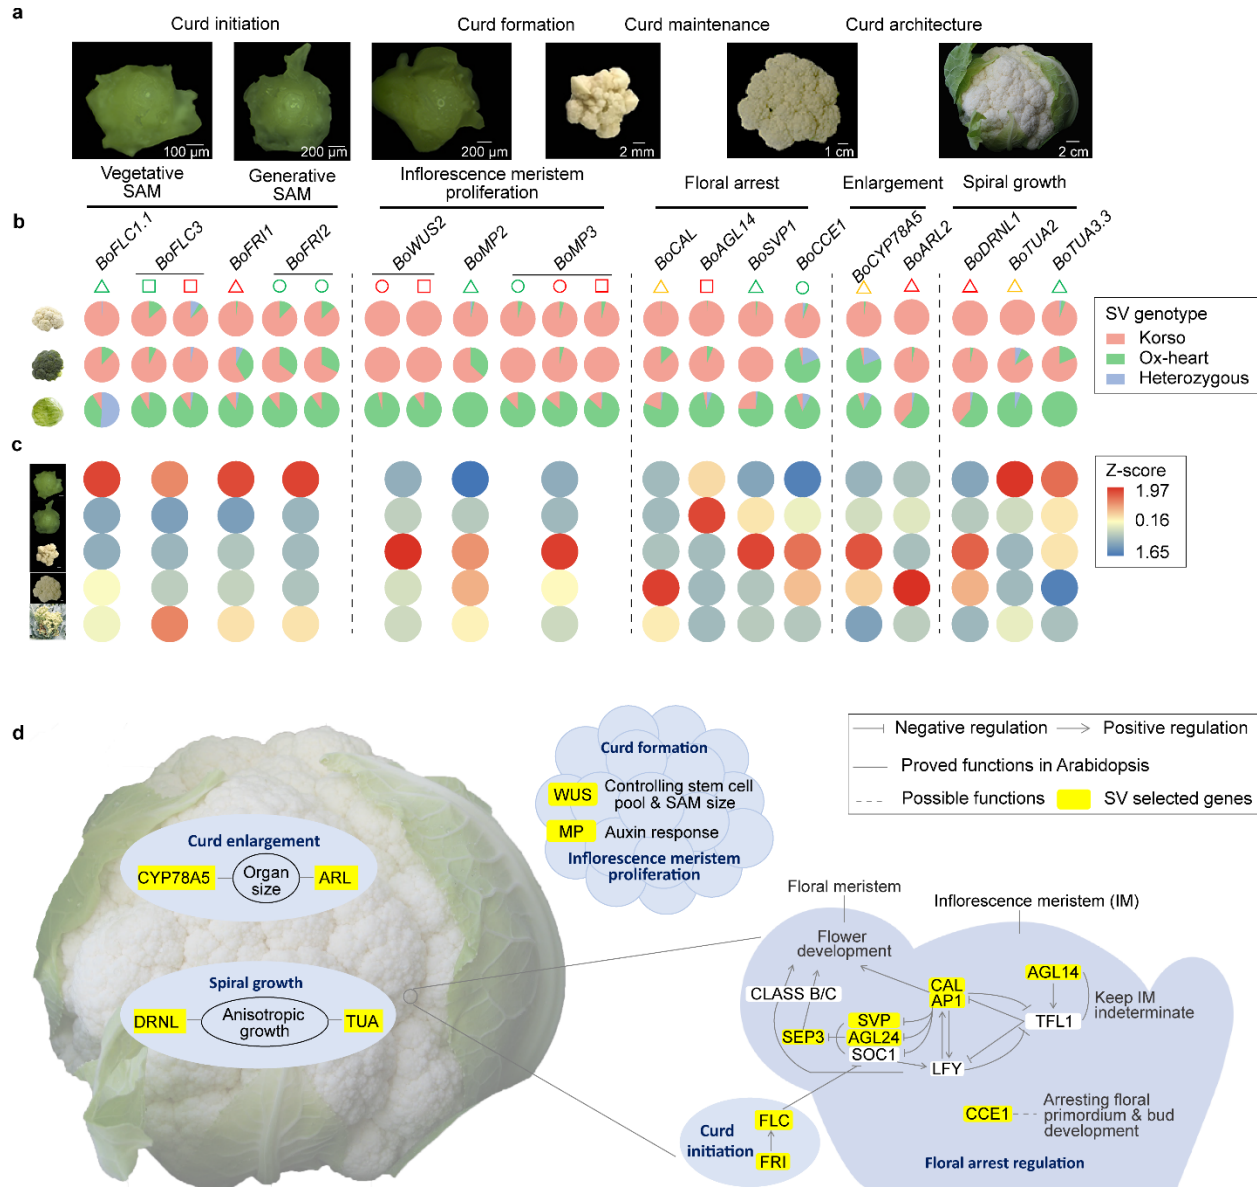 a
Curd initiation
Curd formation
Curd maintenance
Curd architecture
100 µm
200 µm
200 µm
2 mm
1 cm
2 cm
Vegetative
SAM
Generative
SAM
Inflorescence meristem
proliferation
Floral arrest
Enlargement
Spiral growth
b
BoFLC1.1
BoFLC3
BoFRI1
BoFRI2
BoWUS2
BoMP2
BoMP3
BoCAL
BoAGL14
BoSVP1
BoCCE1
BoCYP78A5
BoARL2
BoDRNL1
BoTUA2
BoTUA3.3
SV genotype
Korso
Ox-heart
Heterozygous
c
Z-score
1.97
0.16
1.65
d
Curd enlargement
CYP78A5
Organ
size
ARL
Spiral growth
DRNL
Anisotropic
growth
TUA
Curd formation
WUS
Controlling stem cell
pool & SAM size
MP
Auxin response
Inflorescence meristem
proliferation
Negative regulation
Positive regulation
Proved functions in Arabidopsis
Possible functions
SV selected genes
Floral meristem
Inflorescence meristem (IM)
Flower
development
CLASS B/C
CAL
AP1
AGL14
Keep IM
indeterminate
SVP
TFL1
SEP3
AGL24
SOC1
LFY
CCE1
Arresting floral
primordium & bud
development
FLC
Curd
initiation
FRI
Floral arrest regulation